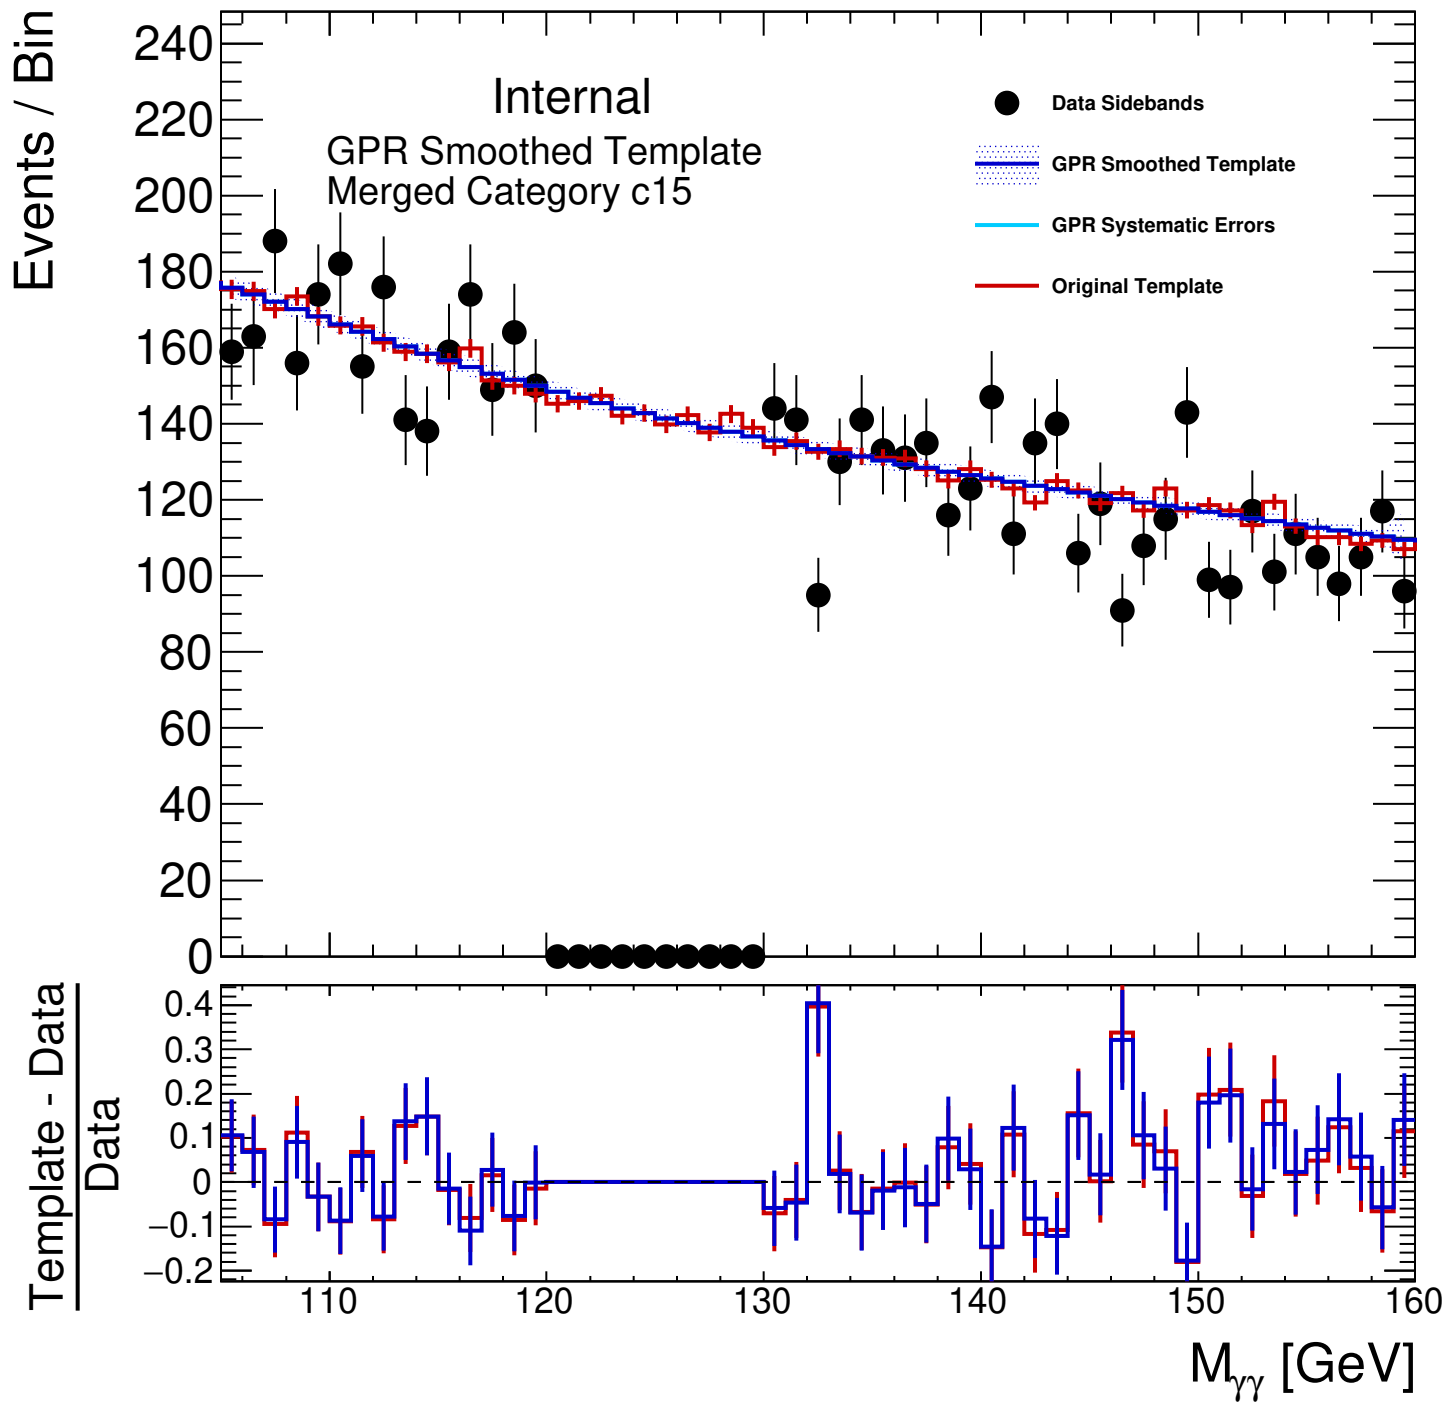 Events / Bin
240
220
200
180
160
140
120
100
80
60
40
20
0
Internal
GPR Smoothed Template
Merged Category c15
Data Sidebands
GPR Smoothed Template
GPR Systematic Errors
Original Template
Template - Data
Data
0.4
0.3
0.2
0.1
0
−0.1
−0.2
110 120 130 140 150 160
Mγγ [GeV]